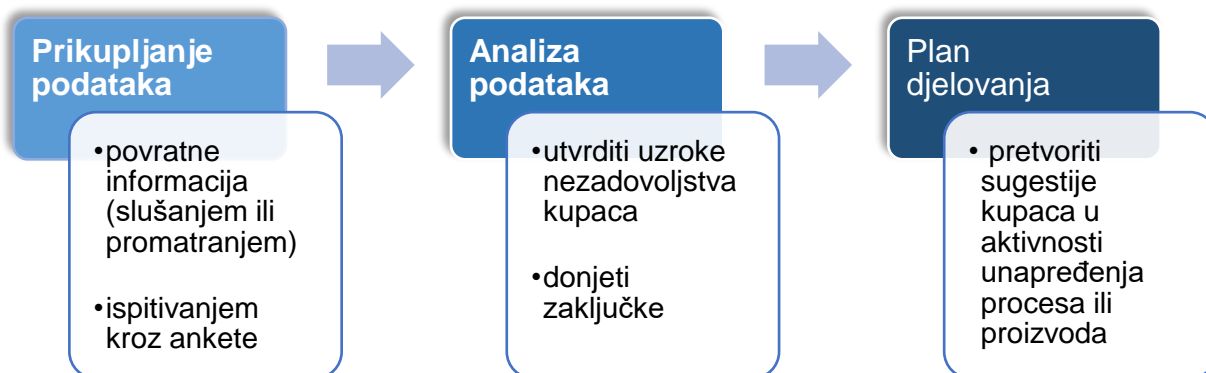 Prikupljanje
podataka
•povratne
informacija
(slušanjem ili
promatranjem)
•ispitivanjem
kroz ankete
Analiza
podataka
•utvrditi uzroke
nezadovoljstva
kupaca
•donjeti
zaključke
Plan
djelovanja
• pretvoriti
sugestije
kupaca u
aktivnosti
unapređenja
procesa ili
proizvoda